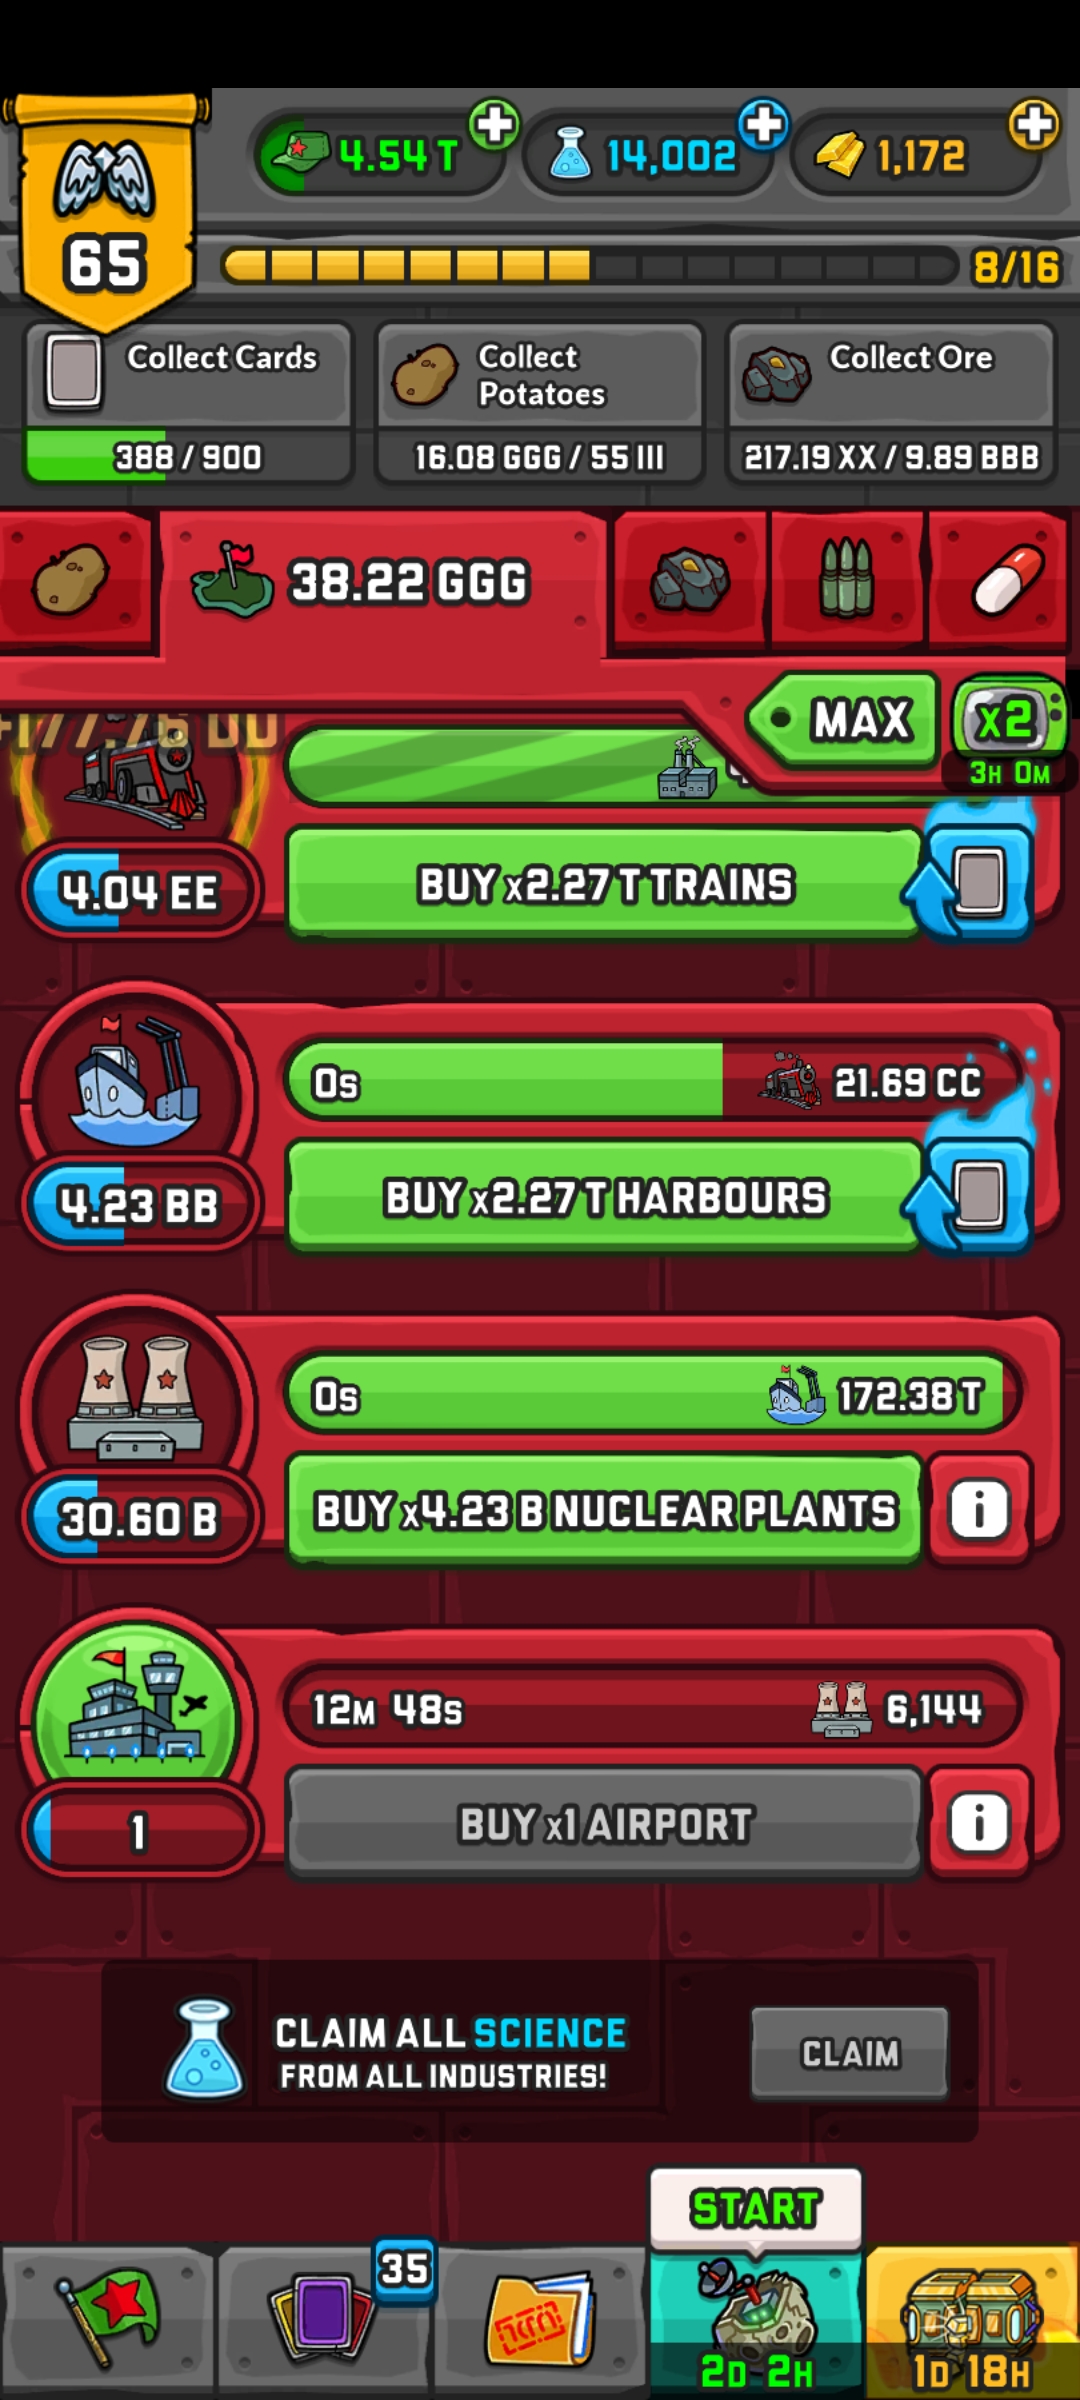 4.54 T
14,002
1,172
65
8/16
Collect Cards
388 / 900
Collect
Potatoes
16.08 GGG / 55 III
Collect Ore
217.19 XX / 9.89 BBB
38.22 GGG
MAX
x2
3H 0M
4.04 EE
BUY x2.27 T TRAINS
0s
21.69 CC
4.23 BB
BUY x2.27 T HARBOURS
0s
172.38 T
30.60 B
BUY x4.23 B NUCLEAR PLANTS
i
12M 48s
6,144
1
BUY x1 AIRPORT
i
CLAIM ALL SCIENCE
FROM ALL INDUSTRIES!
CLAIM
START
35
2D 2H
1D 18H